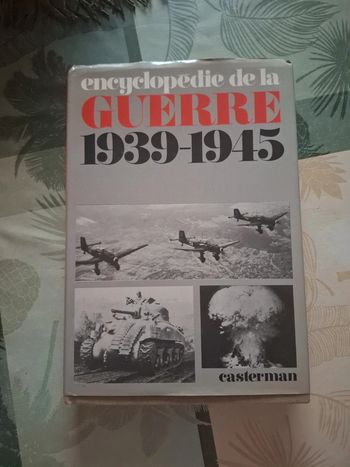 encyclopédie de la
GUERRE
1939-1945
casterman